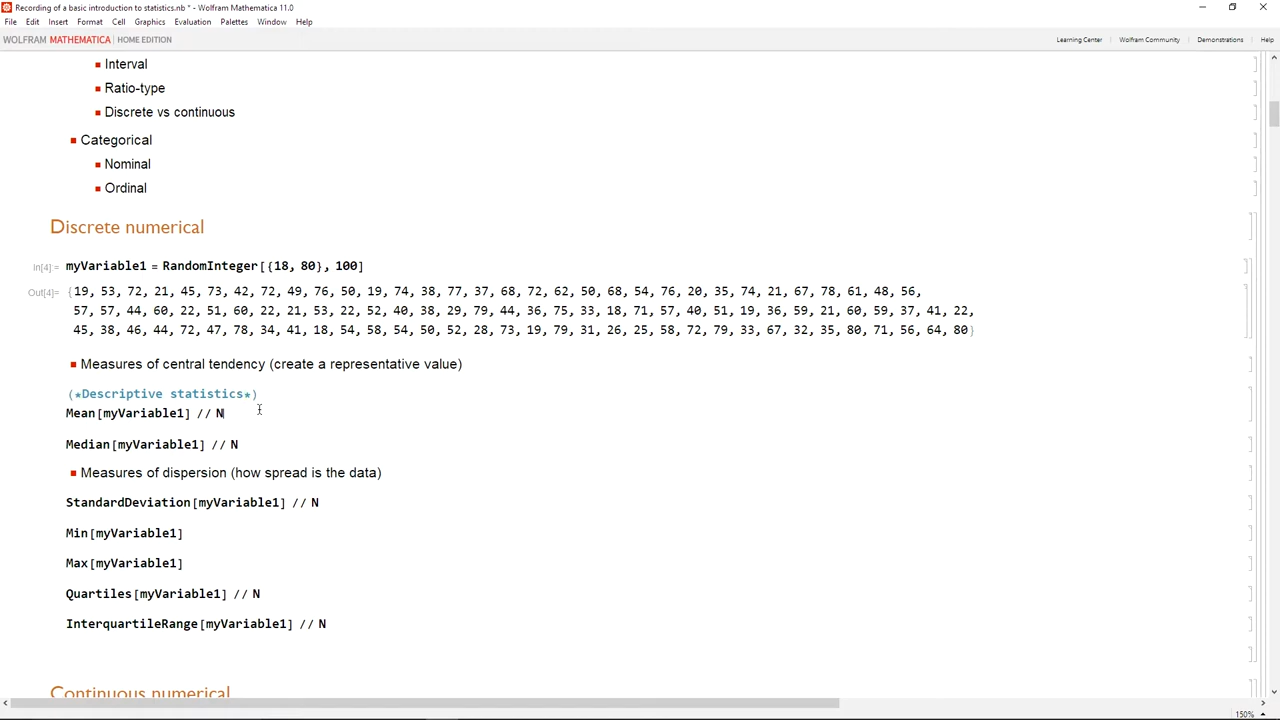 Recording of a basic introduction to statistics.nb * - Wolfram Mathematica 11.0
File Edit Insert Format Cell Graphics Evaluation Palettes Window Help
WOLFRAM MATHEMATICA | HOME EDITION
Learning Center Wolfram Community Demonstrations Help
Interval
Ratio-type
Discrete vs continuous
Categorical
Nominal
Ordinal
Discrete numerical
In[4]:= myVariable1 = RandomInteger[{18, 80}, 100]
Out[4]= {19, 53, 72, 21, 45, 73, 42, 72, 49, 76, 50, 19, 74, 38, 77, 37, 68, 72, 62, 50, 68, 54, 76, 20, 35, 74, 21, 67, 78, 61, 48, 56,
57, 57, 44, 60, 22, 51, 60, 22, 21, 53, 22, 52, 40, 38, 29, 79, 44, 36, 75, 33, 18, 71, 57, 40, 51, 19, 36, 59, 21, 60, 59, 37, 41, 22,
45, 38, 46, 44, 72, 47, 78, 34, 41, 18, 54, 58, 54, 50, 52, 28, 73, 19, 79, 31, 26, 25, 58, 72, 79, 33, 67, 32, 35, 80, 71, 56, 64, 80}
Measures of central tendency (create a representative value)
(*Descriptive statistics*)
Mean[myVariable1] // N
Median[myVariable1] // N
Measures of dispersion (how spread is the data)
StandardDeviation[myVariable1] // N
Min[myVariable1]
Max[myVariable1]
Quartiles[myVariable1] // N
InterquartileRange[myVariable1] // N
Continuous numerical
150%